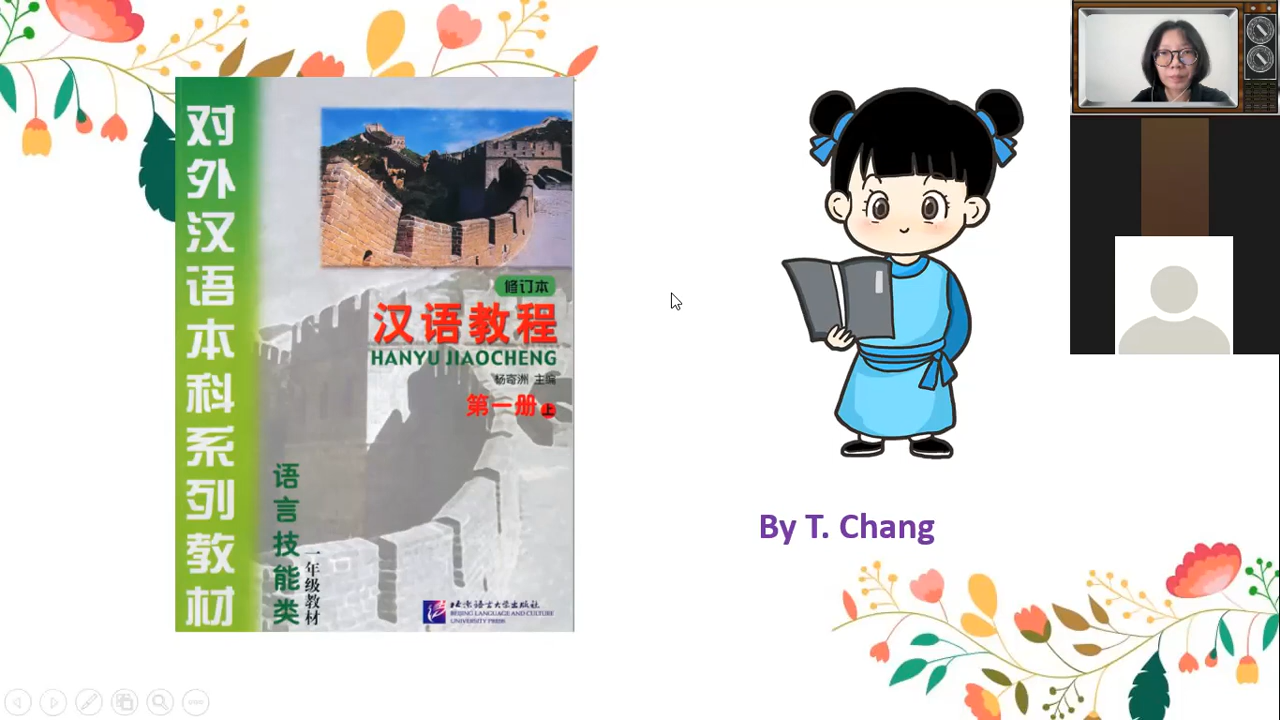 对外汉语本科系列教材
修订本
汉语教程
HANYU JIAOCHENG
杨寄洲 主编
第一册 上
语言技能类
一年级教材
北京语言大学出版社
BEIJING LANGUAGE AND CULTURE
UNIVERSITY PRESS
By T. Chang